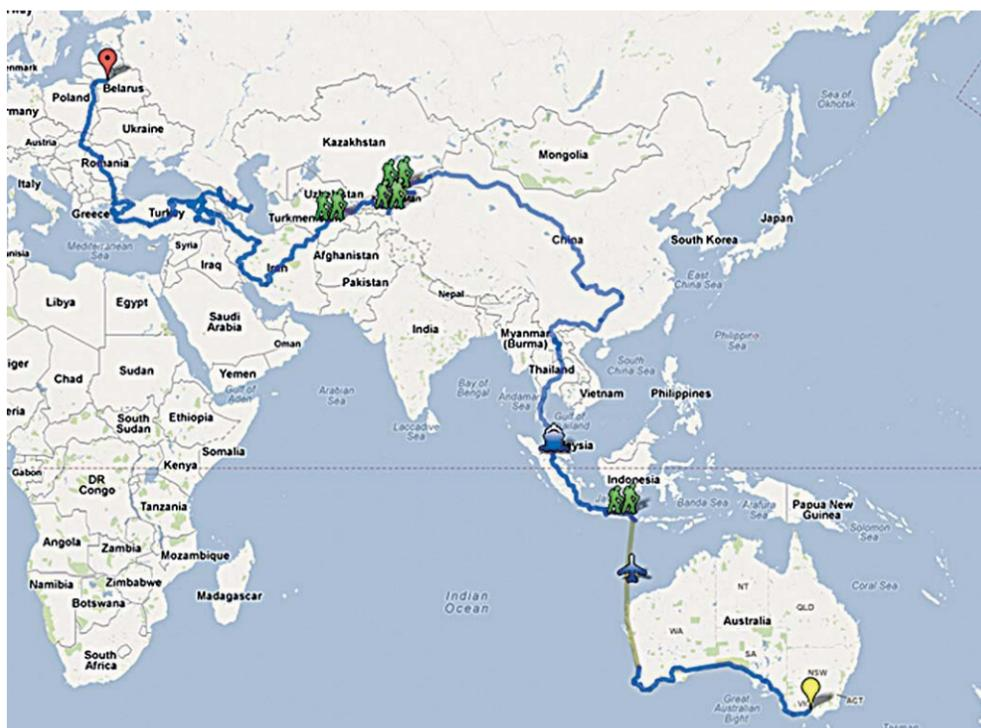 enmark
Belarus
Poland
rmany
Ukraine
Austria
Kazakhstan
Mongolia
Sea of
Okhotsk
Romania
Italy
Greece
Turkey
Mediterranean
Sea
Syria
Iraq
Iran
Afghanistan
Pakistan
Nepal
China
South Korea
Japan
East
China Sea
Libya
Egypt
Saudi
Arabia
Oman
India
Myanmar
(Burma)
Philippine
Sea
Chad
Sudan
Yemen
Gulf of
Aden
Arabian
Sea
Bay of
Bengal
Thailand
South
China Sea
Vietnam
Philippines
South
Sudan
Ethiopia
Somalia
Laccadive
Sea
Gulf of
Gabon
DR
Congo
Kenya
Tanzania
Indonesia
Banda Sea
Arafura
Sea
Papua New
Guinea
Solomon
Sea
Angola
Zambia
Mozambique
Zimbabwe
Namibia
Botswana
Madagascar
South
Africa
Indian
Ocean
Coral Sea
NT
QLD
WA
Australia
SA
NSW
ACT
Great
Australian
Bight